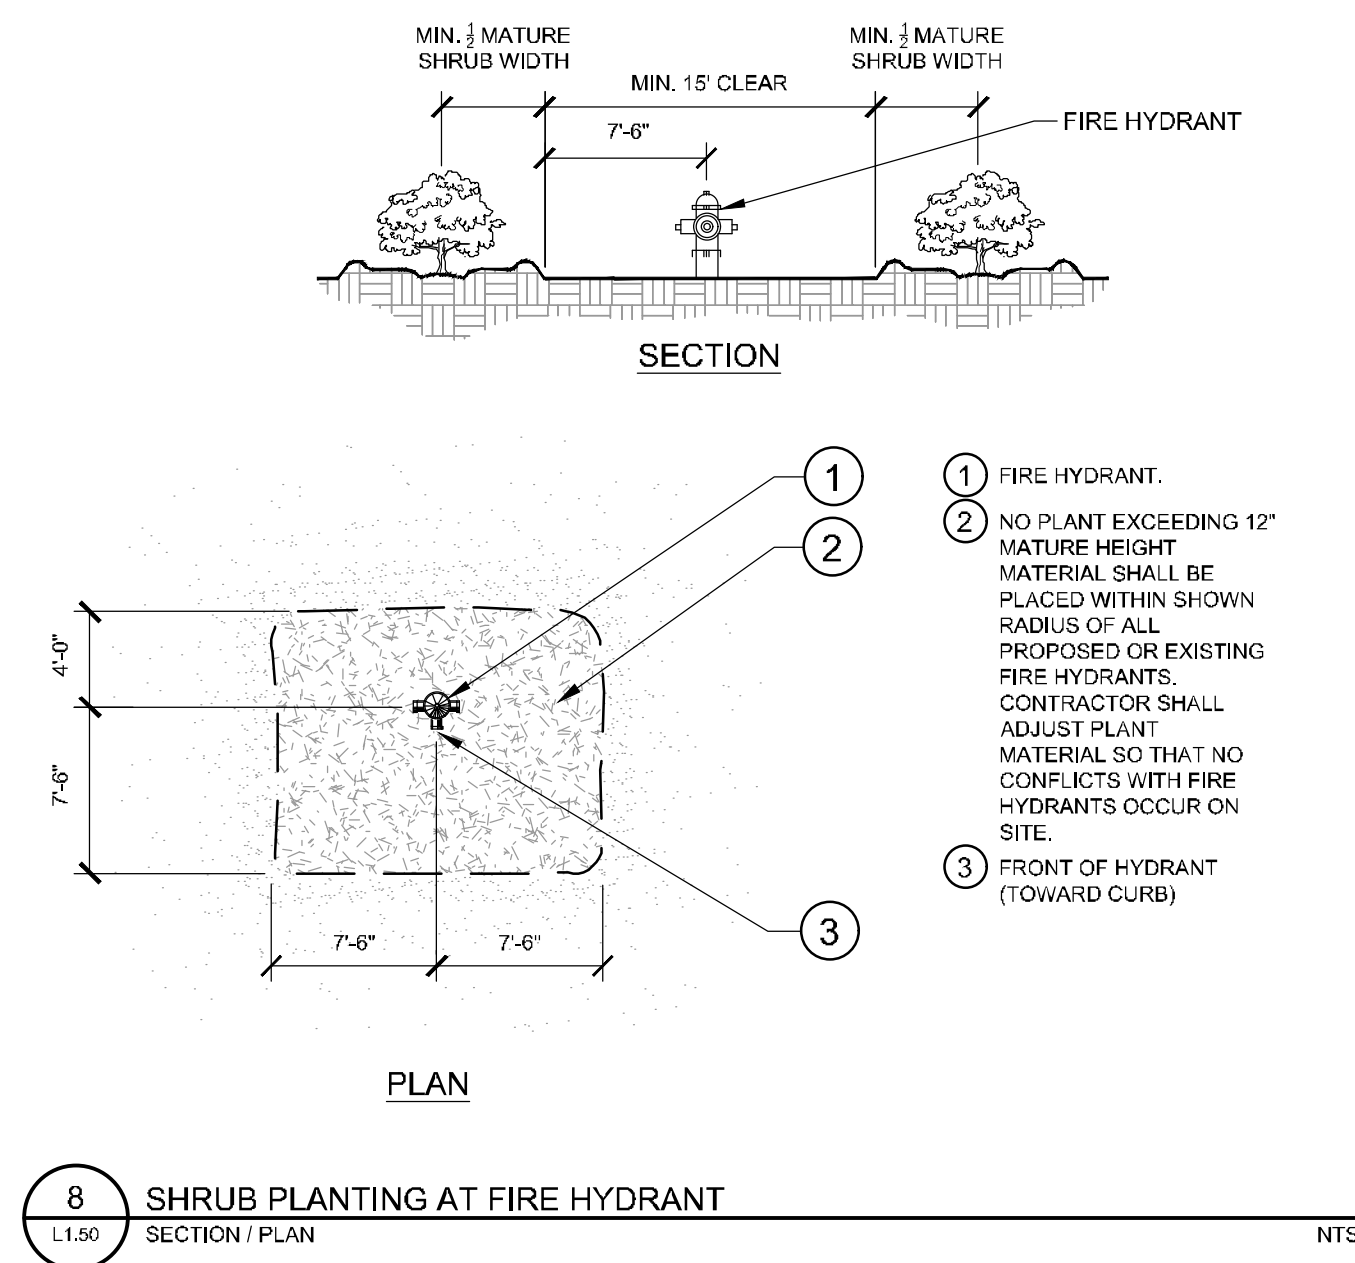 MIN. 1/2 MATURE
SHRUB WIDTH
MIN. 1/2 MATURE
SHRUB WIDTH
MIN. 15' CLEAR
7'-6"
FIRE HYDRANT
SECTION
1
2
4'-0"
7'-6"
7'-6"
7'-6"
3
1 FIRE HYDRANT.
2 NO PLANT EXCEEDING 12"
MATURE HEIGHT
MATERIAL SHALL BE
PLACED WITHIN SHOWN
RADIUS OF ALL
PROPOSED OR EXISTING
FIRE HYDRANTS.
CONTRACTOR SHALL
ADJUST PLANT
MATERIAL SO THAT NO
CONFLICTS WITH FIRE
HYDRANTS OCCUR ON
SITE.
3 FRONT OF HYDRANT
(TOWARD CURB)
PLAN
8
L1.50
SHRUB PLANTING AT FIRE HYDRANT
SECTION / PLAN
NTS